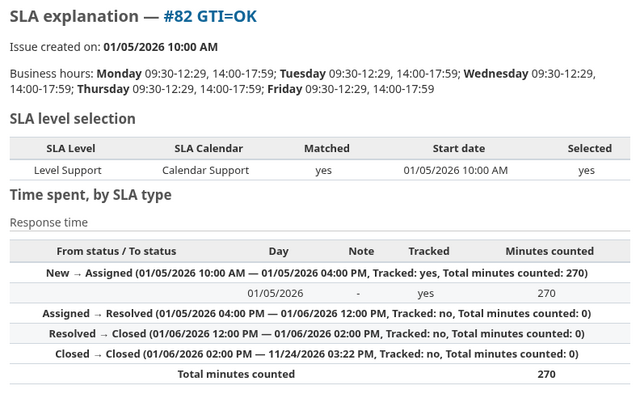 SLA explanation — #82 GTI=OK
Issue created on: 01/05/2026 10:00 AM
Business hours: Monday 09:30-12:29, 14:00-17:59; Tuesday 09:30-12:29, 14:00-17:59; Wednesday 09:30-12:29,
14:00-17:59; Thursday 09:30-12:29, 14:00-17:59; Friday 09:30-12:29, 14:00-17:59
SLA level selection
SLA Level SLA Calendar Matched Start date Selected
Level Support Calendar Support yes 01/05/2026 10:00 AM yes
Time spent, by SLA type
Response time
From status / To status Day Note Tracked Minutes counted
New → Assigned (01/05/2026 10:00 AM — 01/05/2026 04:00 PM, Tracked: yes, Total minutes counted: 270)
01/05/2026 - yes 270
Assigned → Resolved (01/05/2026 04:00 PM — 01/06/2026 12:00 PM, Tracked: no, Total minutes counted: 0)
Resolved → Closed (01/06/2026 12:00 PM — 01/06/2026 02:00 PM, Tracked: no, Total minutes counted: 0)
Closed → Closed (01/06/2026 02:00 PM — 11/24/2026 03:22 PM, Tracked: no, Total minutes counted: 0)
Total minutes counted 270